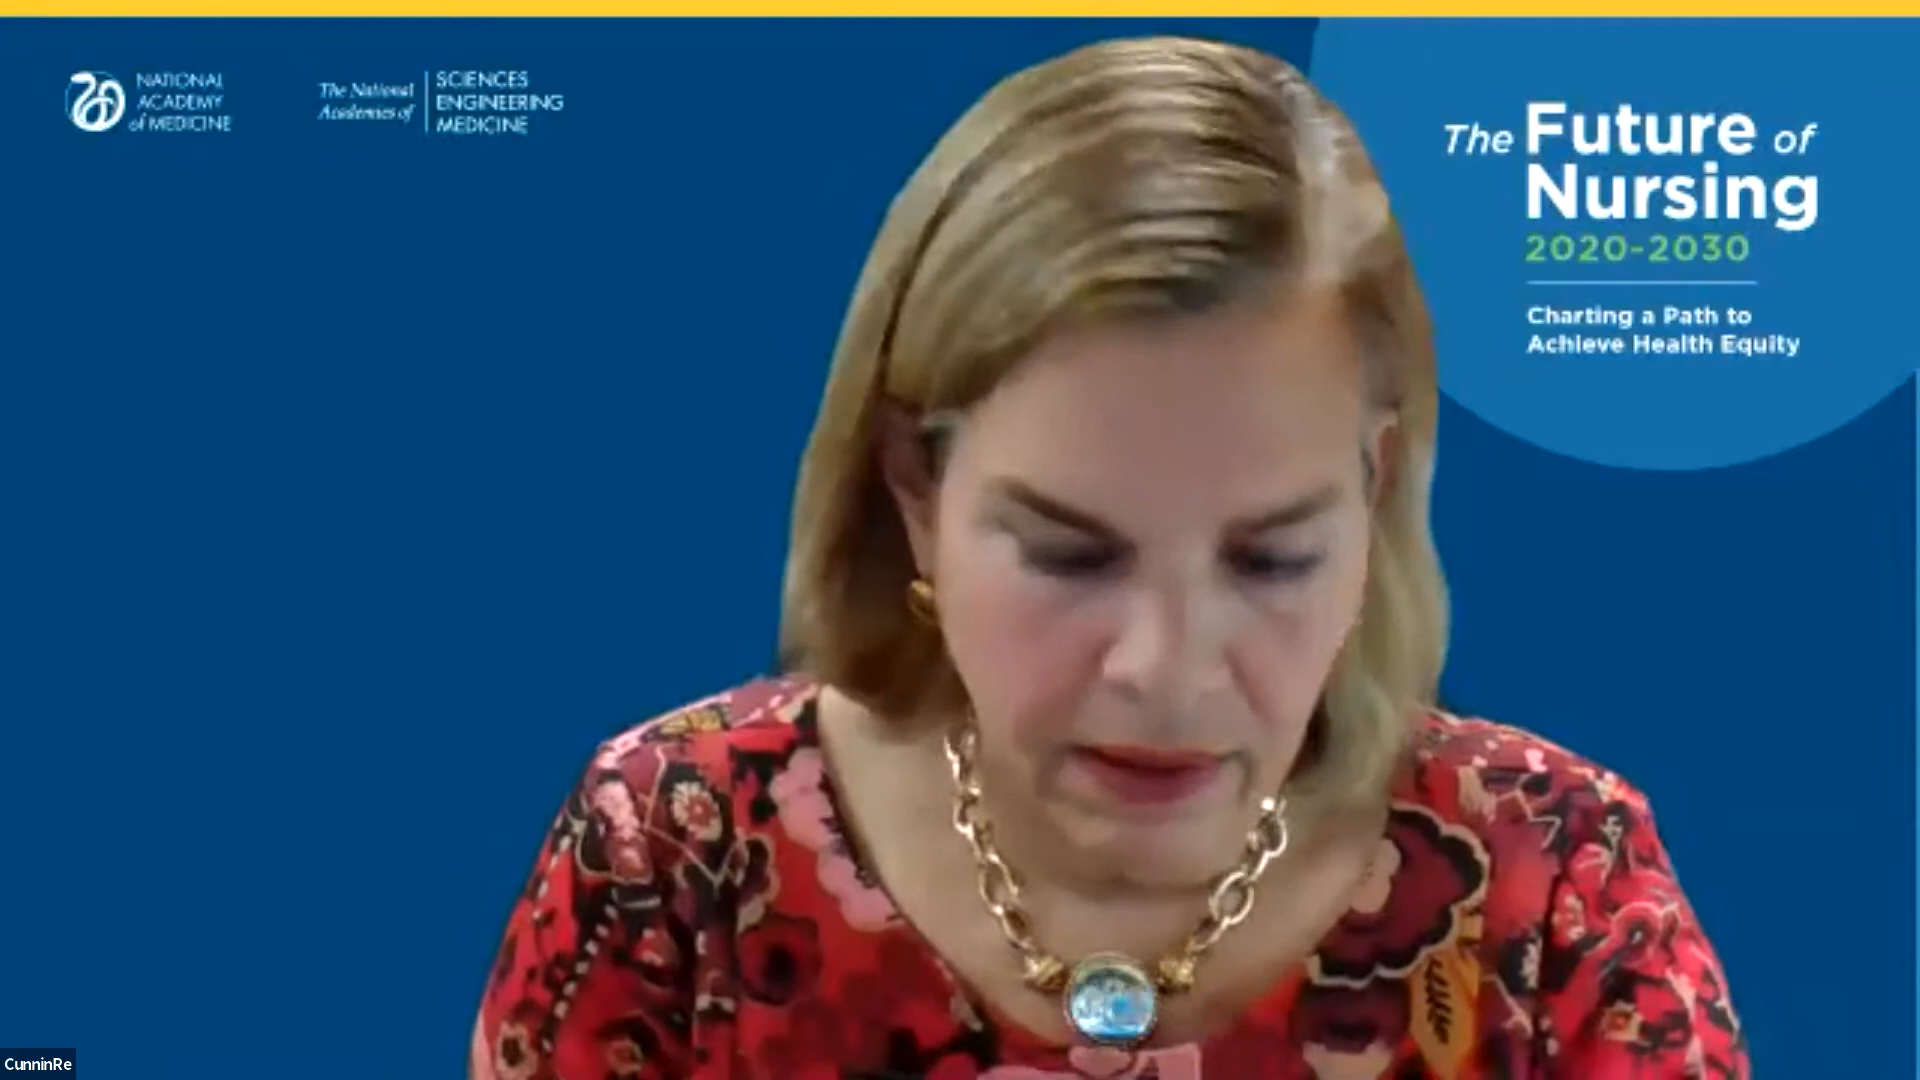 NATIONAL
ACADEMY
of MEDICINE
The National
Academies of
SCIENCES
ENGINEERING
MEDICINE
The Future of
Nursing
2020-2030
Charting a Path to
Achieve Health Equity
CunninRe